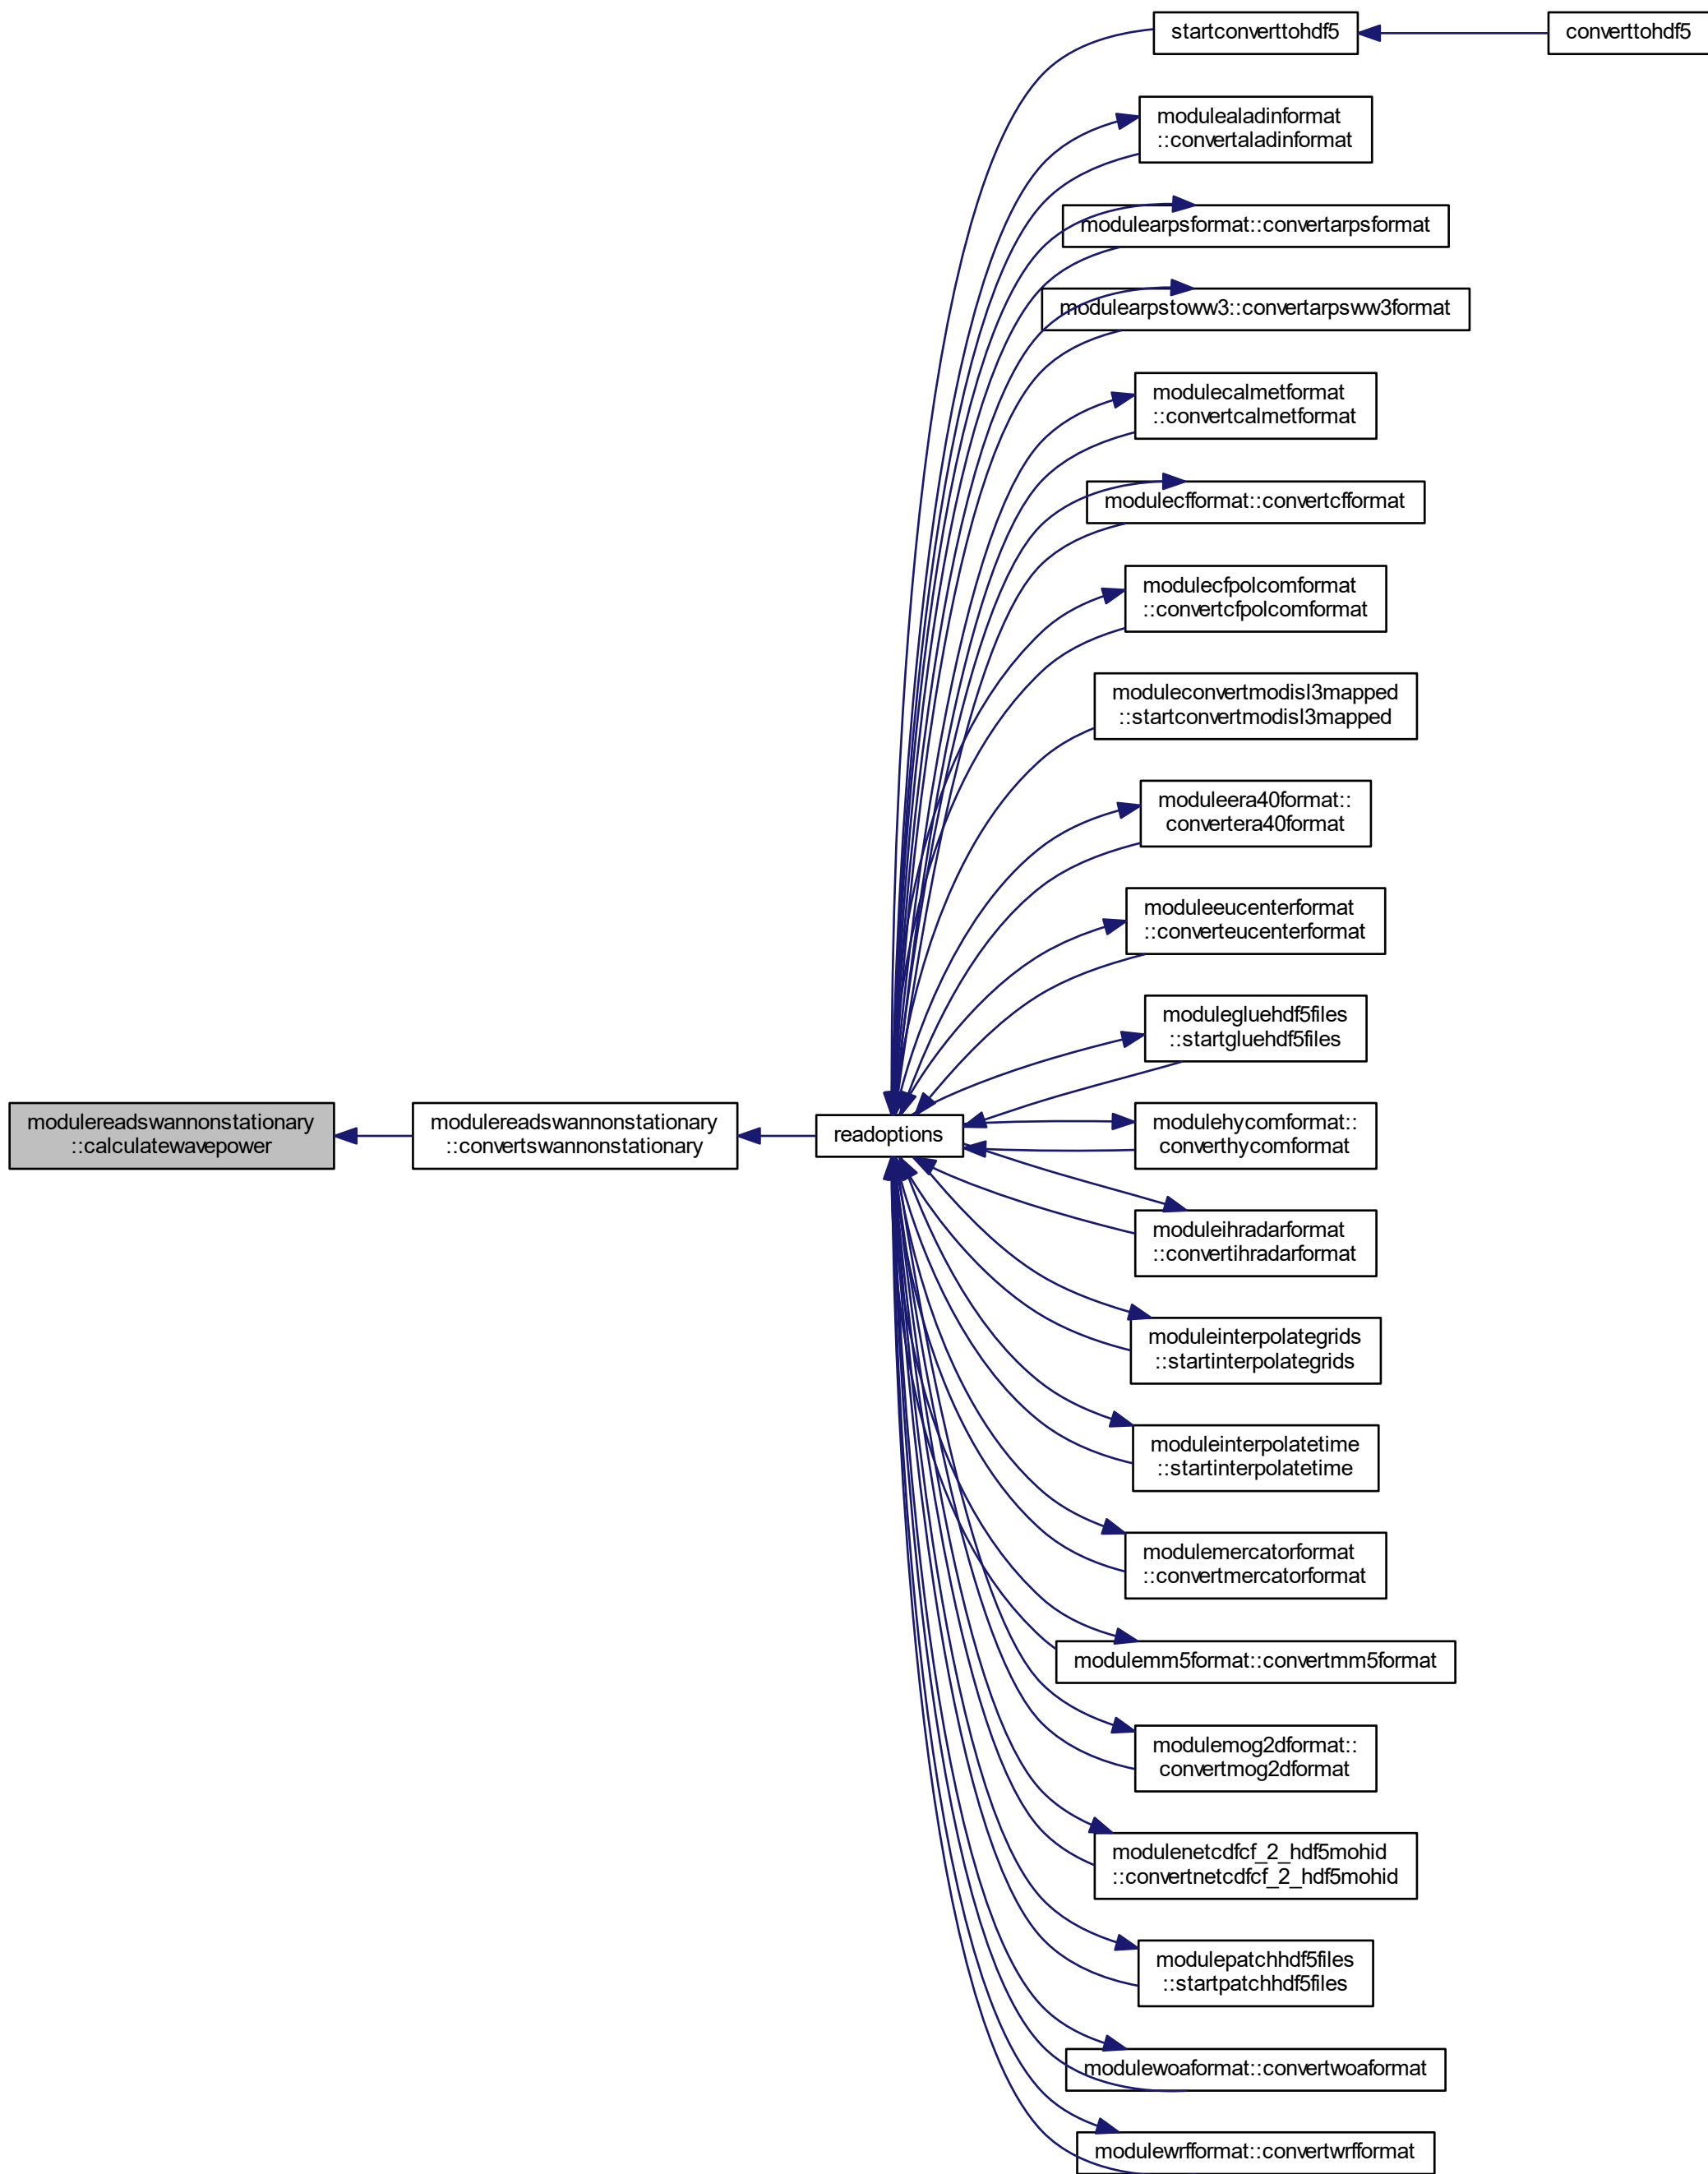 startconverttohdf5
converttohdf5
modulealadinformat
::convertaladinformat
modulearpsformat::convertarpsformat
modulearpstoww3::convertarpsww3format
modulecalmetformat
::convertcalmetformat
modulecfformat::convertcfformat
modulecfpolcomformat
::convertcfpolcomformat
moduleconvertmodisl3mapped
::startconvertmodisl3mapped
moduleera40format::
convertera40format
moduleeucenterformat
::converteucenterformat
modulegluehdf5files
::startgluehdf5files
modulereadswannonstationary
::calculatewavepower
modulereadswannonstationary
::convertswannonstationary
readoptions
modulehycomformat::
converthycomformat
moduleihradarformat
::convertihradarformat
moduleinterpolategrids
::startinterpolategrids
moduleinterpolatetime
::startinterpolatetime
modulemercatorformat
::convertmercatorformat
modulemm5format::convertmm5format
modulemog2dformat::
convertmog2dformat
modulenetcdfcf_2_hdf5mohid
::convertnetcdfcf_2_hdf5mohid
modulepatchhdf5files
::startpatchhdf5files
modulewoaformat::convertwoaformat
modulewrfformat::convertwrfformat